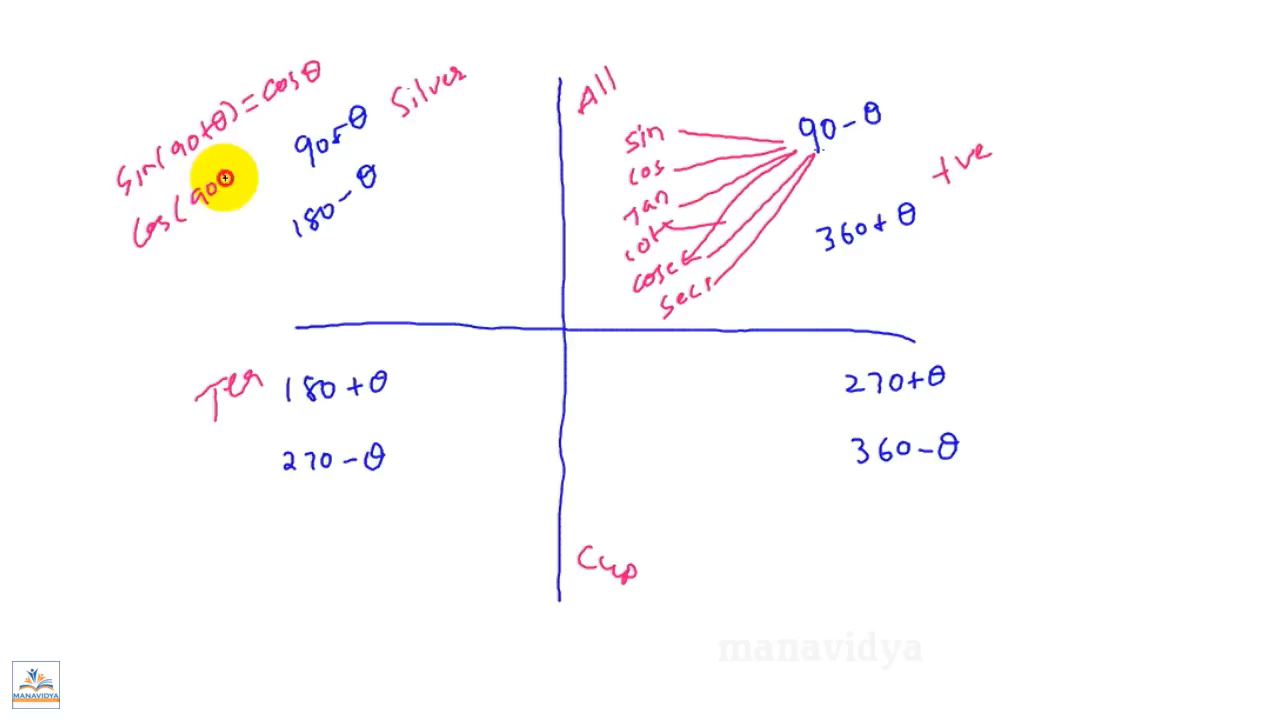 sin(90+θ)=cosθ
cos(90
90+θ
180-θ
Silver
All
sin
cos
Tan
cot
cosec
sec
90-θ
+ve
360+θ
Ter
180+θ
270-θ
270+θ
360-θ
Cup
manavidya
MANAVIDYA